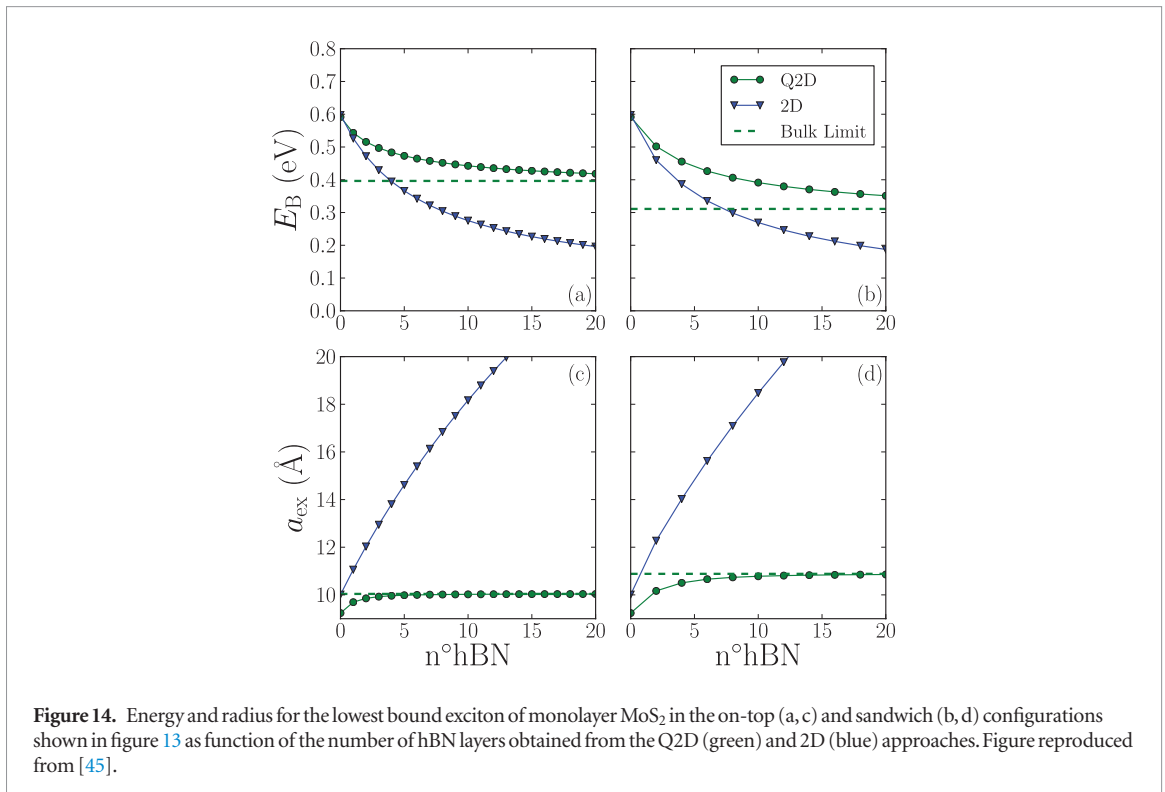 0.8
0.7
0.6
0.5
0.4
0.3
0.2
0.1
0.0
E_B (eV)
0 5 10 15 20
(a)
Q2D
2D
Bulk Limit
0 5 10 15 20
(b)
20
18
16
14
12
10
a_ex (Å)
0 5 10 15 20
n°hBN
(c)
0 5 10 15 20
n°hBN
(d)
Figure 14. Energy and radius for the lowest bound exciton of monolayer MoS₂ in the on-top (a, c) and sandwich (b, d) configurations
shown in figure 13 as function of the number of hBN layers obtained from the Q2D (green) and 2D (blue) approaches. Figure reproduced
from [45].